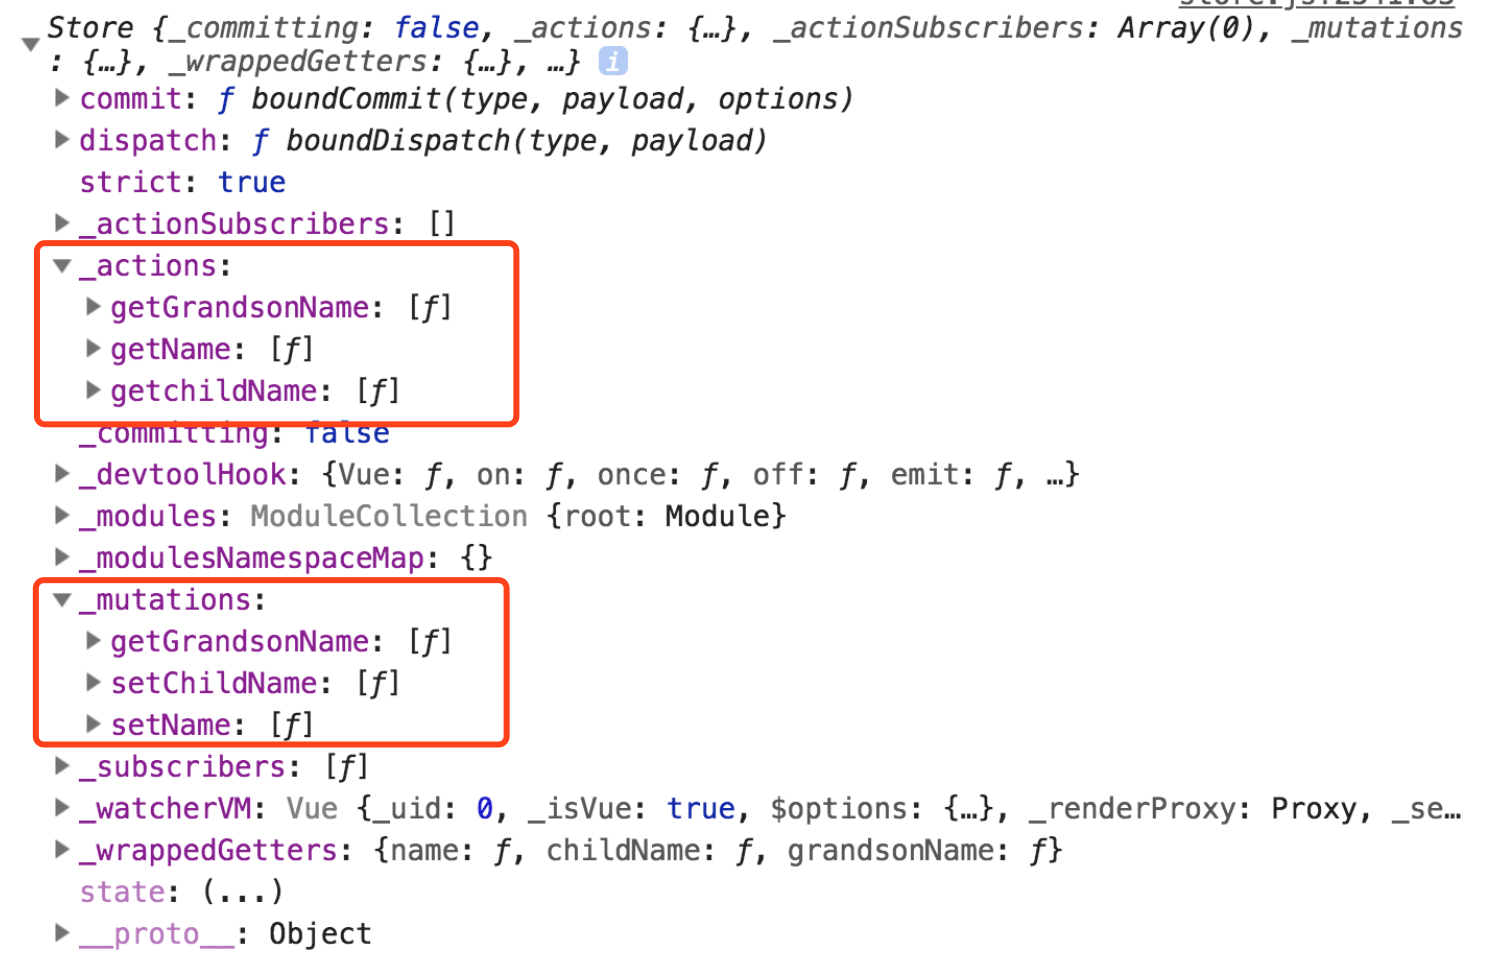 Store {_committing: false, _actions: {…}, _actionSubscribers: Array(0), _mutations
: {…}, _wrappedGetters: {…}, …} i
commit: ƒ boundCommit(type, payload, options)
dispatch: ƒ boundDispatch(type, payload)
strict: true
_actionSubscribers: []
_actions:
getGrandsonName: [ƒ]
getName: [ƒ]
getchildName: [ƒ]
_committing: false
_devtoolHook: {Vue: ƒ, on: ƒ, once: ƒ, off: ƒ, emit: ƒ, …}
_modules: ModuleCollection {root: Module}
_modulesNamespaceMap: {}
_mutations:
getGrandsonName: [ƒ]
setChildName: [ƒ]
setName: [ƒ]
_subscribers: [ƒ]
_watcherVM: Vue {_uid: 0, _isVue: true, $options: {…}, _renderProxy: Proxy, _se…
_wrappedGetters: {name: ƒ, childName: ƒ, grandsonName: ƒ}
state: (...)
__proto__: Object